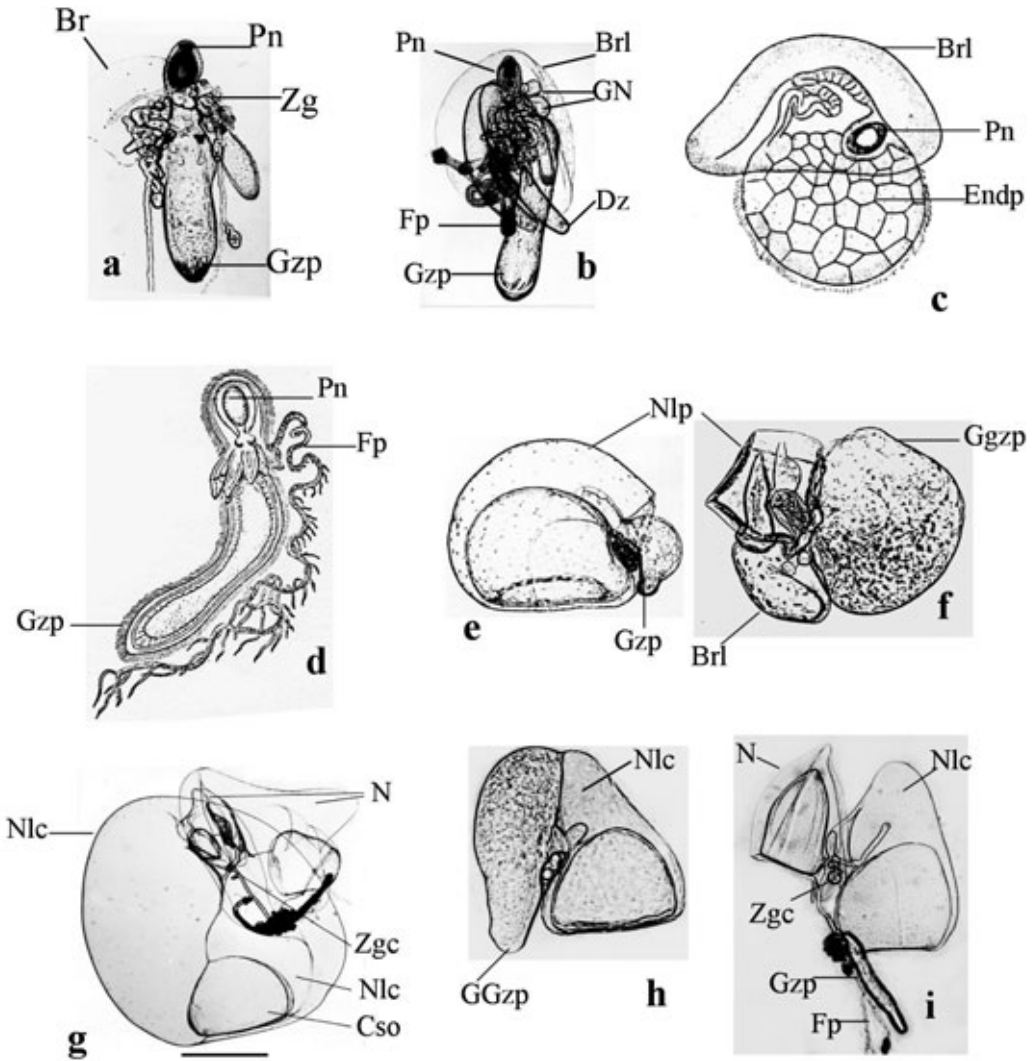 Br
Pn
Zg
Gzp
a
Pn
Brl
GN
Dz
Fp
Gzp
b
Brl
Pn
Endp
c
Pn
Fp
Gzp
d
Nlp
Gzp
e
Ggzp
Brl
f
Nlc
N
Zgc
Nlc
Cso
g
Nlc
GGzp
h
N
Nlc
Zgc
Gzp
Fp
i